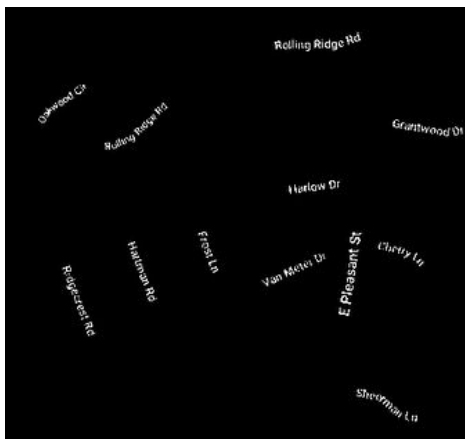 Rolling Ridge Rd
Oakwood Cir
Rolling Ridge Rd
Grantwood Dr
Harlow Dr
Frost Ln
E Pleasant St
Hartman Rd
Cherry Ln
Van Meter Dr
Ridgecrest Rd
Sherman Ln